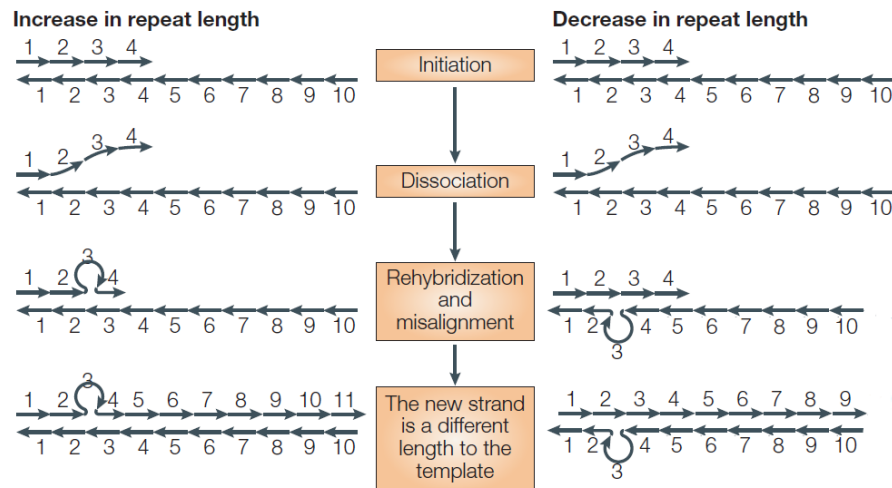 Increase in repeat length
Decrease in repeat length
1 2 3 4
1 2 3 4 5 6 7 8 9 10
Initiation
1 2 3 4
1 2 3 4 5 6 7 8 9 10
1 2 3 4
1 2 3 4 5 6 7 8 9 10
Dissociation
1 2 3 4
1 2 3 4 5 6 7 8 9 10
1 2 3 4
1 2 3 4 5 6 7 8 9 10
Rehybridization
and
misalignment
1 2 3 4
1 2 3 4 5 6 7 8 9 10
1 2 3 4 5 6 7 8 9 10 11
1 2 3 4 5 6 7 8 9 10
The new strand
is a different
length to the
template
1 2 3 4 5 6 7 8 9
1 2 3 4 5 6 7 8 9 10